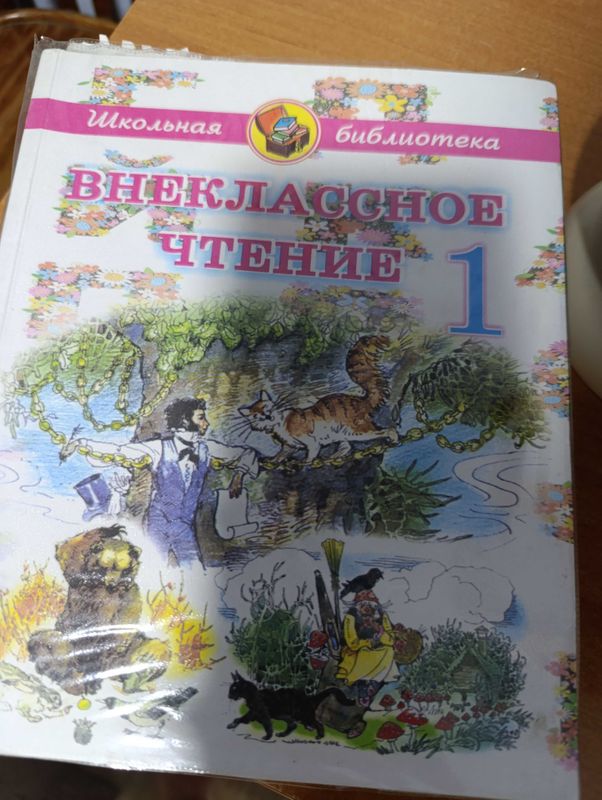 Школьная библиотека
ВНЕКЛАССНОЕ
ЧТЕНИЕ 1